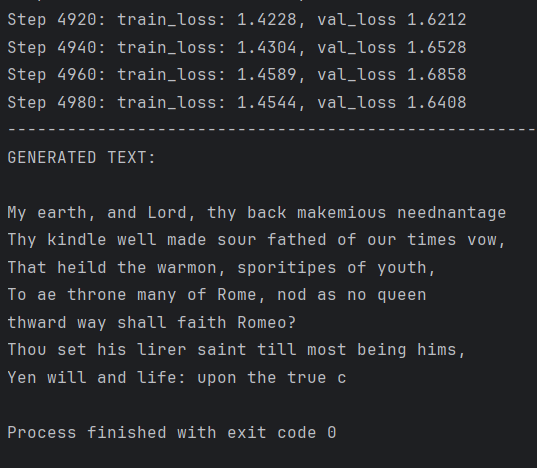 Step 4920: train_loss: 1.4228, val_loss 1.6212
Step 4940: train_loss: 1.4304, val_loss 1.6528
Step 4960: train_loss: 1.4589, val_loss 1.6858
Step 4980: train_loss: 1.4544, val_loss 1.6408
-----------------------------------------------------
GENERATED TEXT:
My earth, and Lord, thy back makemious neednantage
Thy kindle well made sour fathed of our times vow,
That heild the warmon, sporitipes of youth,
To ae throne many of Rome, nod as no queen
thward way shall faith Romeo?
Thou set his lirer saint till most being hims,
Yen will and life: upon the true c
Process finished with exit code 0